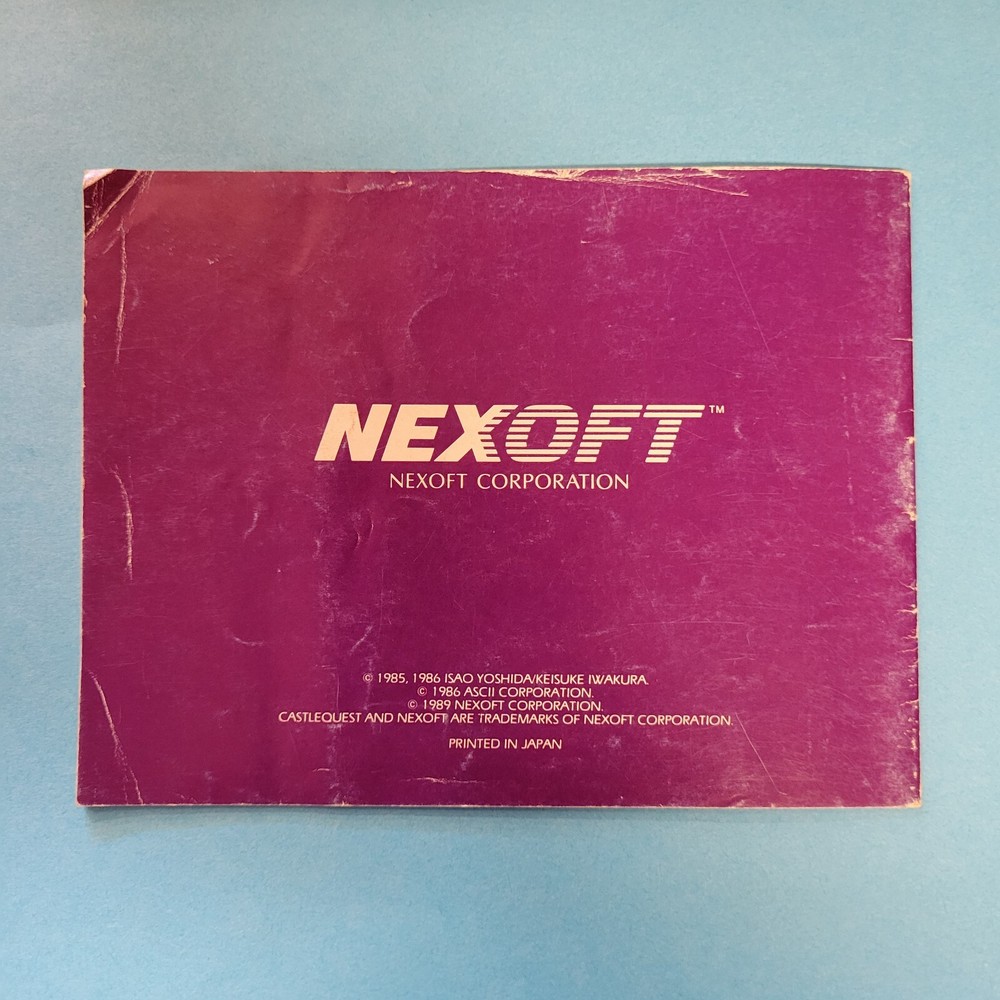 NEXOFT™
NEXOFT CORPORATION
© 1985, 1986 ISAO YOSHIDA/KEISUKE IWAKURA.
© 1986 ASCII CORPORATION.
© 1989 NEXOFT CORPORATION.
CASTLEQUEST AND NEXOFT ARE TRADEMARKS OF NEXOFT CORPORATION.
PRINTED IN JAPAN